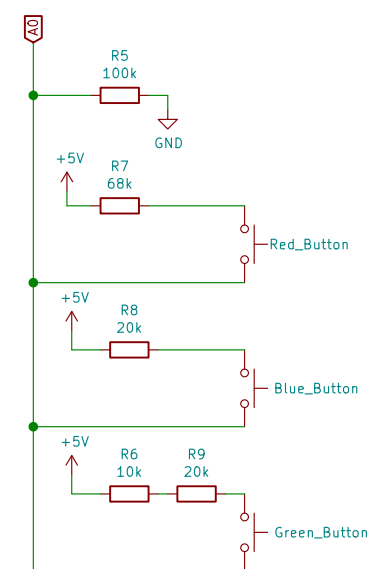 A0
R5
100k
GND
+5V
R7
68k
Red_Button
+5V
R8
20k
Blue_Button
+5V
R6
10k
R9
20k
Green_Button